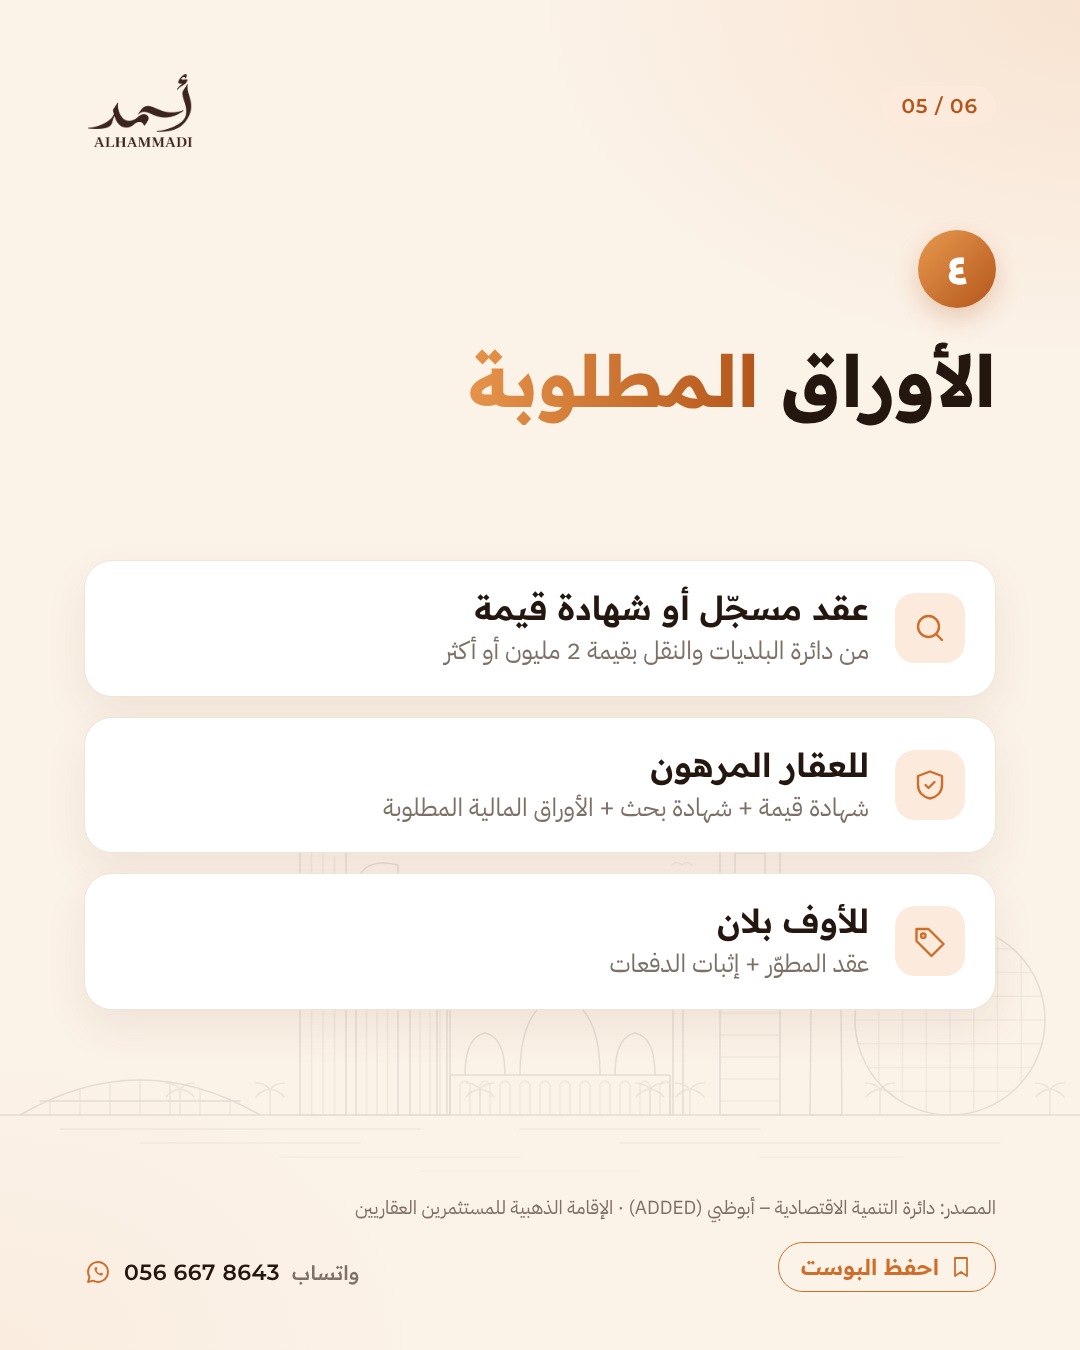 أحمد
ALHAMMADI
05 / 06
٤
الأوراق المطلوبة
عقد مسجّل أو شهادة قيمة
من دائرة البلديات والنقل بقيمة 2 مليون أو أكثر
للعقار المرهون
شهادة قيمة + شهادة بحث + الأوراق المالية المطلوبة
للأوف بلان
عقد المطوّر + إثبات الدفعات
المصدر: دائرة التنمية الاقتصادية – أبوظبي (ADDED) · الإقامة الذهبية للمستثمرين العقاريين
احفظ البوست
واتساب 056 667 8643